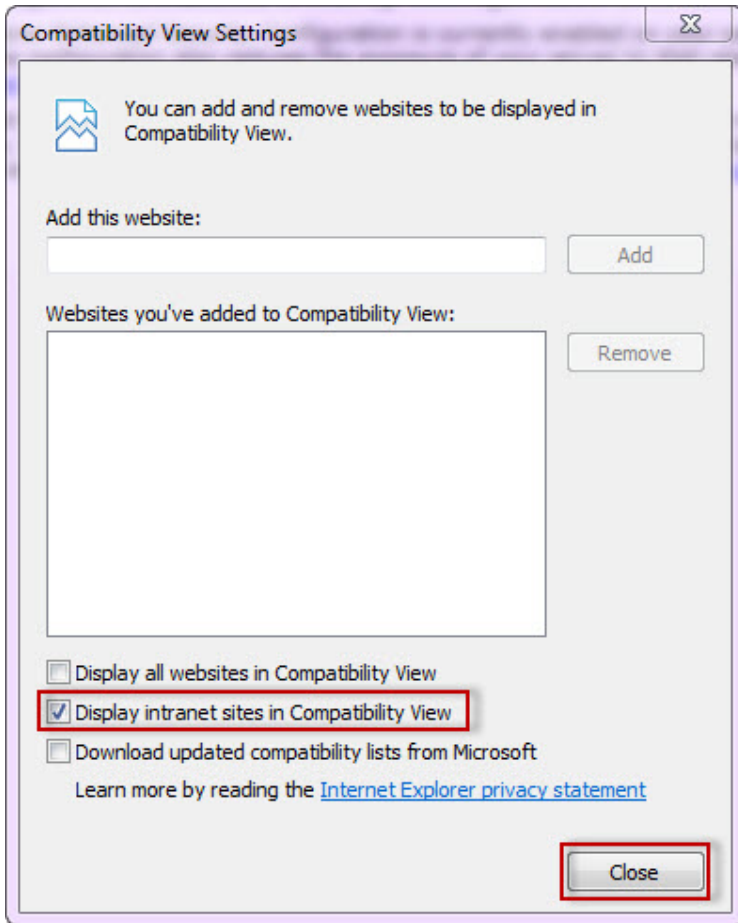 Compatibility View Settings
You can add and remove websites to be displayed in
Compatibility View.
Add this website:
Add
Websites you've added to Compatibility View:
Remove
Display all websites in Compatibility View
Display intranet sites in Compatibility View
Download updated compatibility lists from Microsoft
Learn more by reading the Internet Explorer privacy statement
Close